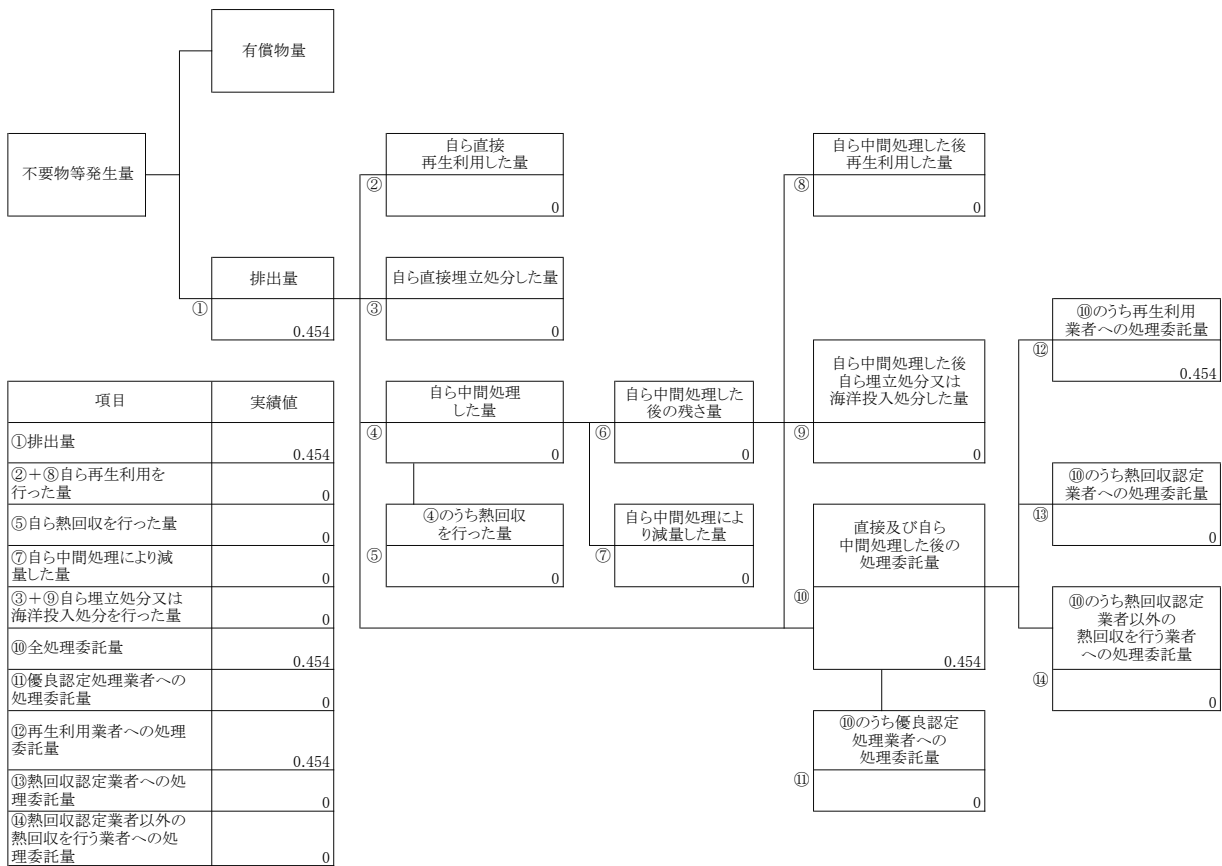 有償物量
不要物等発生量
自ら直接
再生利用した量
②
0
自ら中間処理した後
再生利用した量
⑧
0
排出量
①
0.454
自ら直接埋立処分した量
③
0
⑩のうち再生利用
業者への処理委託量
⑫
0.454
自ら中間処理
した量
④
0
自ら中間処理した
後の残さ量
⑥
0
自ら中間処理した後
自ら埋立処分又は
海洋投入処分した量
⑨
0
⑩のうち熱回収認定
業者への処理委託量
⑬
0
④のうち熱回収
を行った量
⑤
0
自ら中間処理によ
り減量した量
⑦
0
直接及び自ら
中間処理した後の
処理委託量
⑩
0.454
⑩のうち熱回収認定
業者以外の
熱回収を行う業者
への処理委託量
⑭
0
⑩のうち優良認定
処理業者への
処理委託量
⑪
0
項目 実績値
①排出量 0.454
②+⑧自ら再生利用を
行った量 0
⑤自ら熱回収を行った量 0
⑦自ら中間処理により減
量した量 0
③+⑨自ら埋立処分又は
海洋投入処分を行った量 0
⑩全処理委託量 0.454
⑪優良認定処理業者への
処理委託量 0
⑫再生利用業者への処理
委託量 0.454
⑬熱回収認定業者への処
理委託量 0
⑭熱回収認定業者以外の
熱回収を行う業者への処
理委託量 0